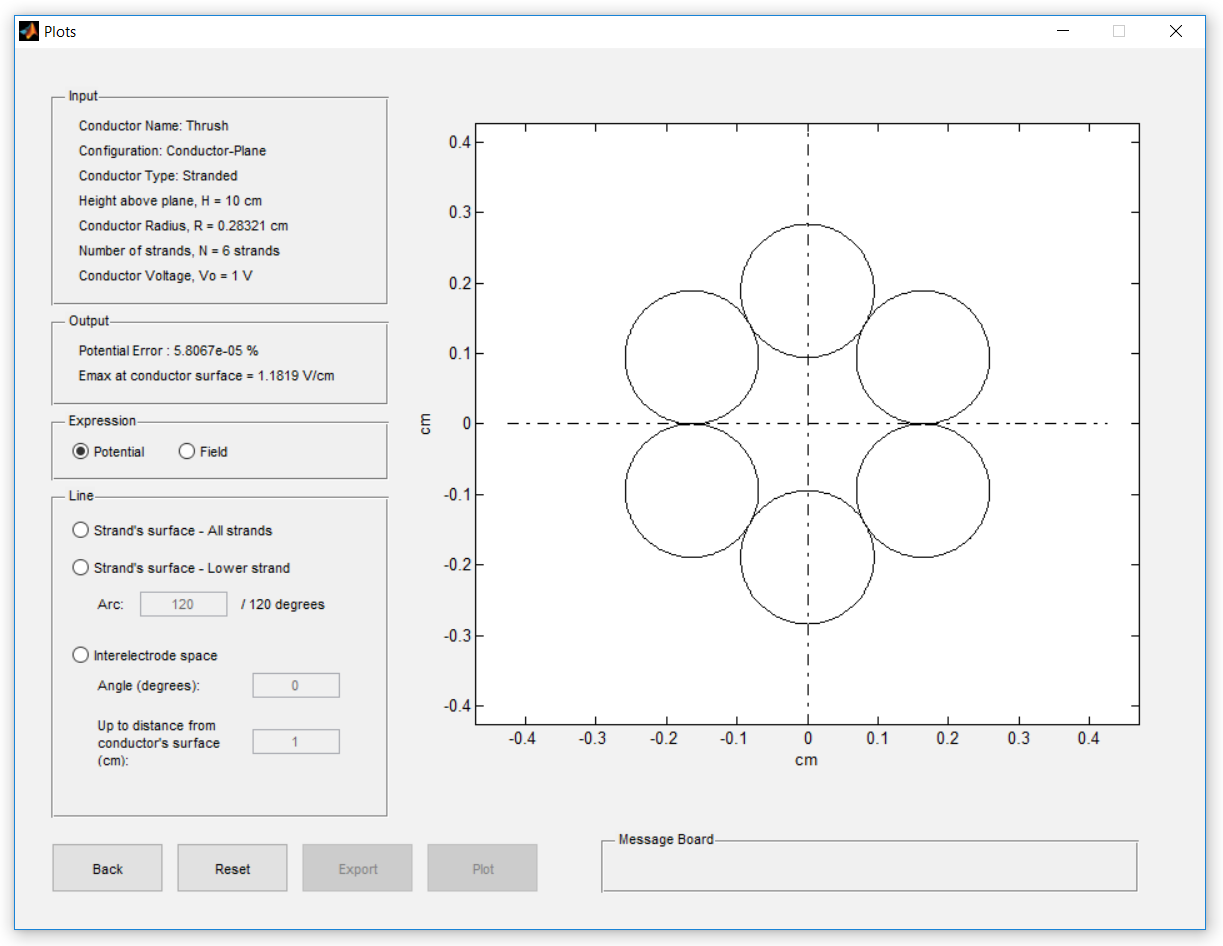 Plots
Input
Conductor Name: Thrush
Configuration: Conductor-Plane
Conductor Type: Stranded
Height above plane, H = 10 cm
Conductor Radius, R = 0.28321 cm
Number of strands, N = 6 strands
Conductor Voltage, Vo = 1 V
Output
Potential Error : 5.8067e-05 %
Emax at conductor surface = 1.1819 V/cm
Expression
Potential Field
Line
Strand's surface - All strands
Strand's surface - Lower strand
Arc: 120 / 120 degrees
Interelectrode space
Angle (degrees): 0
Up to distance from
conductor's surface
(cm):
1
Back Reset Export Plot
0.4
0.3
0.2
0.1
0
-0.1
-0.2
-0.3
-0.4
cm
-0.4 -0.3 -0.2 -0.1 0 0.1 0.2 0.3 0.4
cm
Message Board